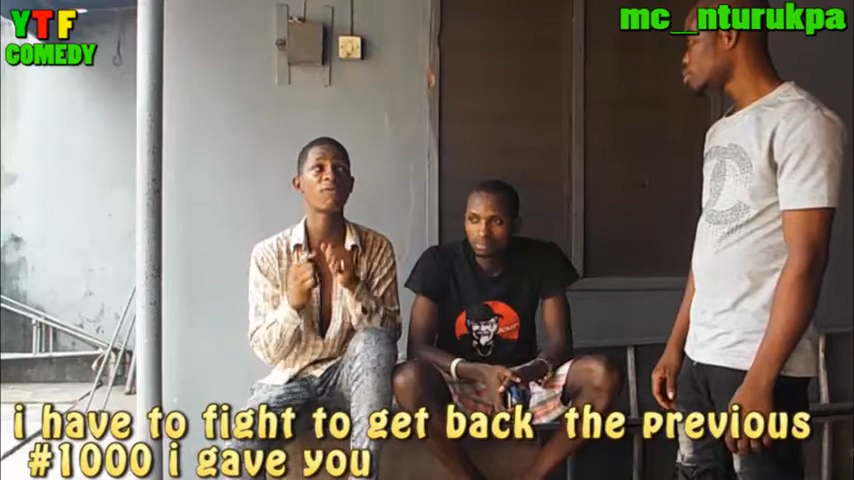 YTF
COMEDY
mc_nturukpa
i have to fight to get back the previous
#1000 i gave you